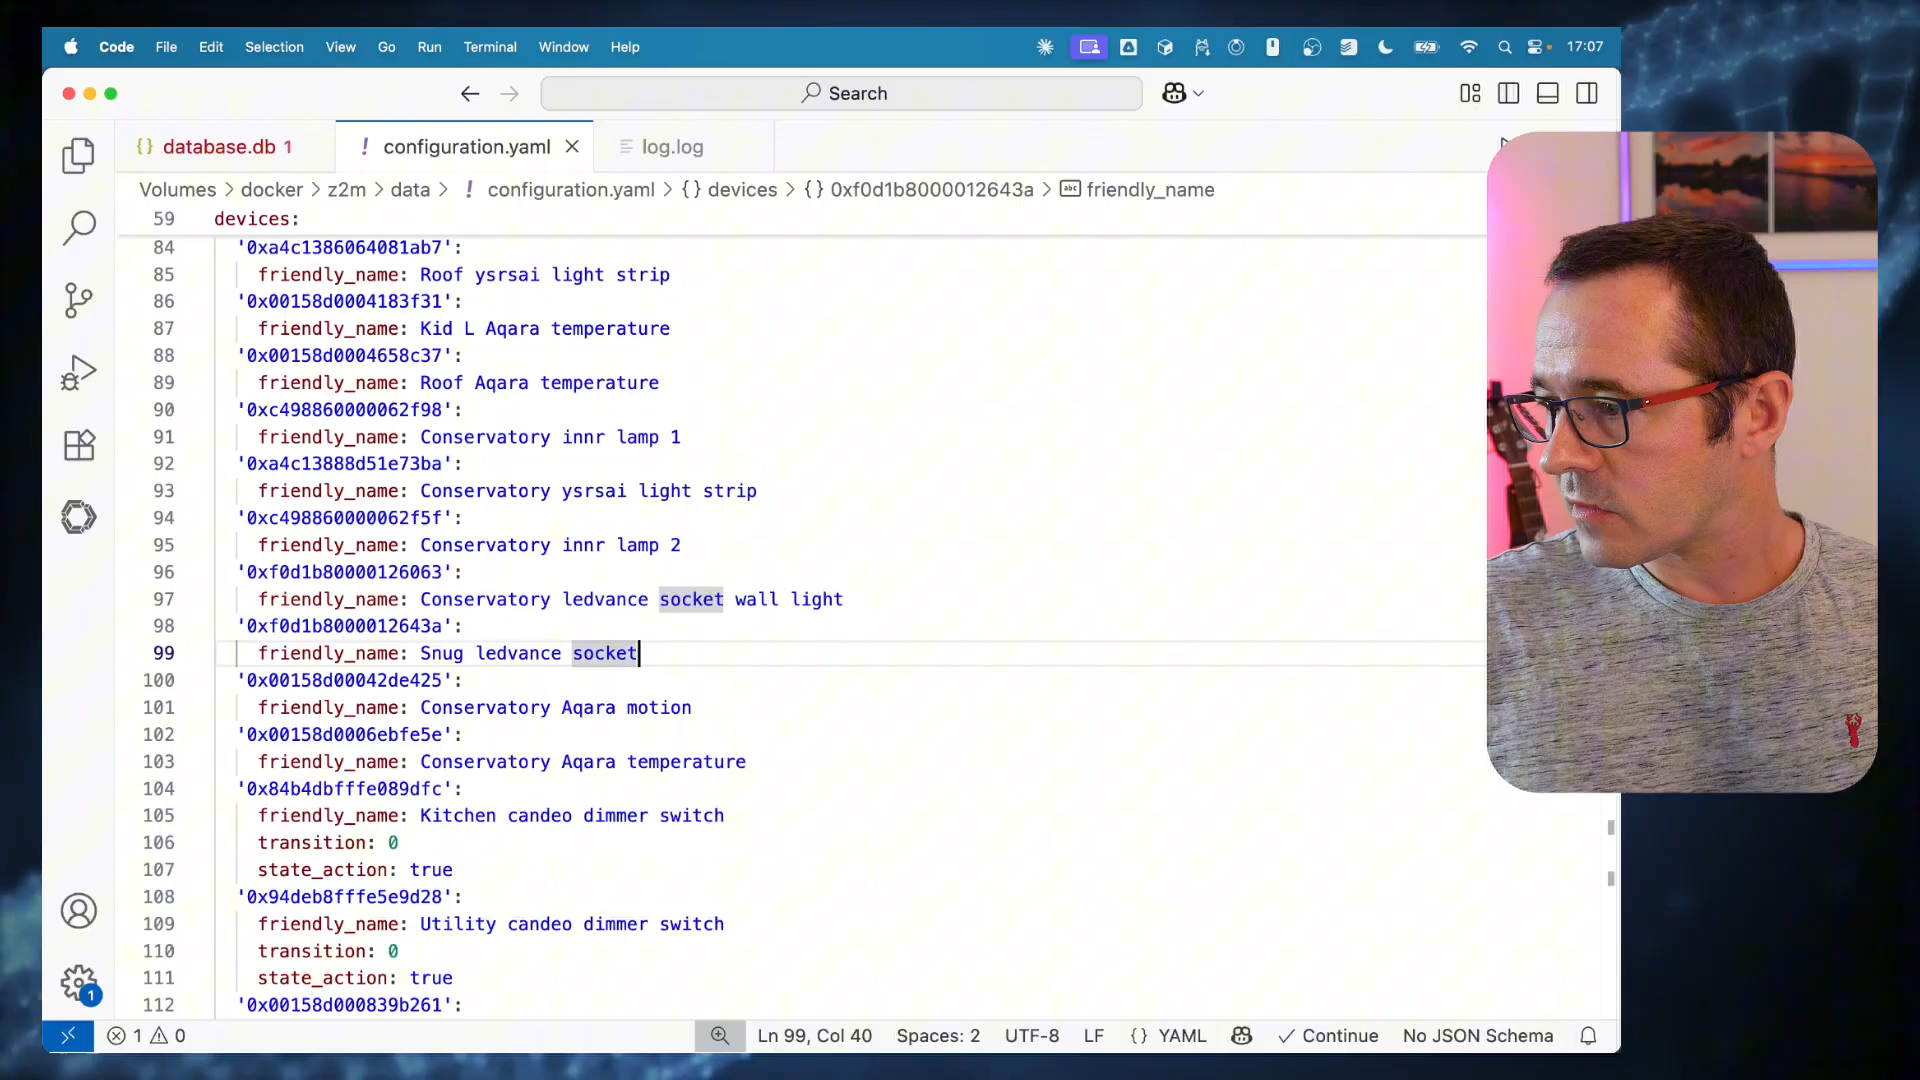 Code File Edit Selection View Go Run Terminal Window Help 17:07
Search
{} database.db 1 ! configuration.yaml log.log
Volumes > docker > z2m > data > ! configuration.yaml > {} devices > {} 0xf0d1b8000012643a > abc friendly_name
59 devices:
84 '0xa4c1386064081ab7':
85 friendly_name: Roof ysrsai light strip
86 '0x00158d0004183f31':
87 friendly_name: Kid L Aqara temperature
88 '0x00158d0004658c37':
89 friendly_name: Roof Aqara temperature
90 '0xc498860000062f98':
91 friendly_name: Conservatory innr lamp 1
92 '0xa4c13888d51e73ba':
93 friendly_name: Conservatory ysrsai light strip
94 '0xc498860000062f5f':
95 friendly_name: Conservatory innr lamp 2
96 '0xf0d1b80000126063':
97 friendly_name: Conservatory ledvance socket wall light
98 '0xf0d1b8000012643a':
99 friendly_name: Snug ledvance socket
100 '0x00158d00042de425':
101 friendly_name: Conservatory Aqara motion
102 '0x00158d0006ebfe5e':
103 friendly_name: Conservatory Aqara temperature
104 '0x84b4dbfffe089dfc':
105 friendly_name: Kitchen candeo dimmer switch
106 transition: 0
107 state_action: true
108 '0x94deb8fffe5e9d28':
109 friendly_name: Utility candeo dimmer switch
110 transition: 0
111 state_action: true
112 '0x00158d000839b261':
1
1 0 Ln 99, Col 40 Spaces: 2 UTF-8 LF {} YAML Continue No JSON Schema